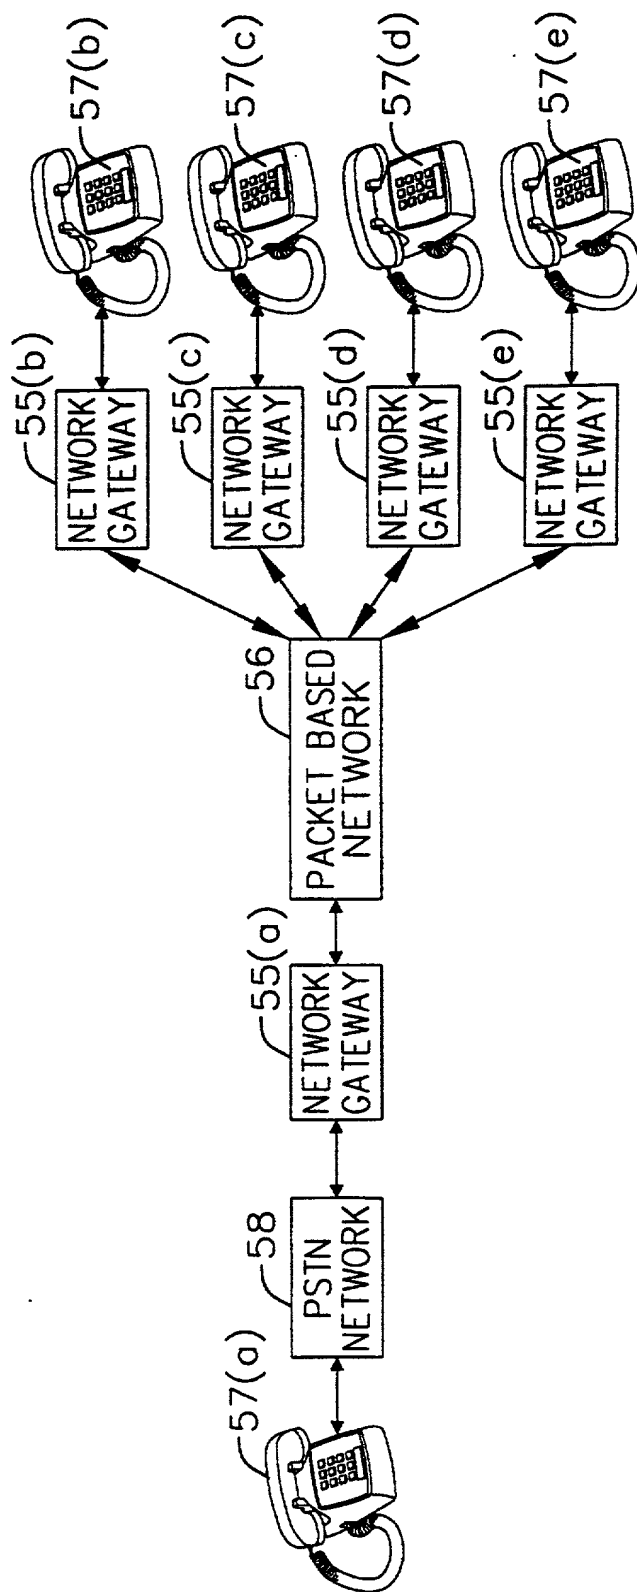 57(a)
58
PSTN
NETWORK
55(a)
NETWORK
GATEWAY
56
PACKET BASED
NETWORK
55(b)
NETWORK
GATEWAY
57(b)
55(c)
NETWORK
GATEWAY
57(c)
55(d)
NETWORK
GATEWAY
57(d)
55(e)
NETWORK
GATEWAY
57(e)